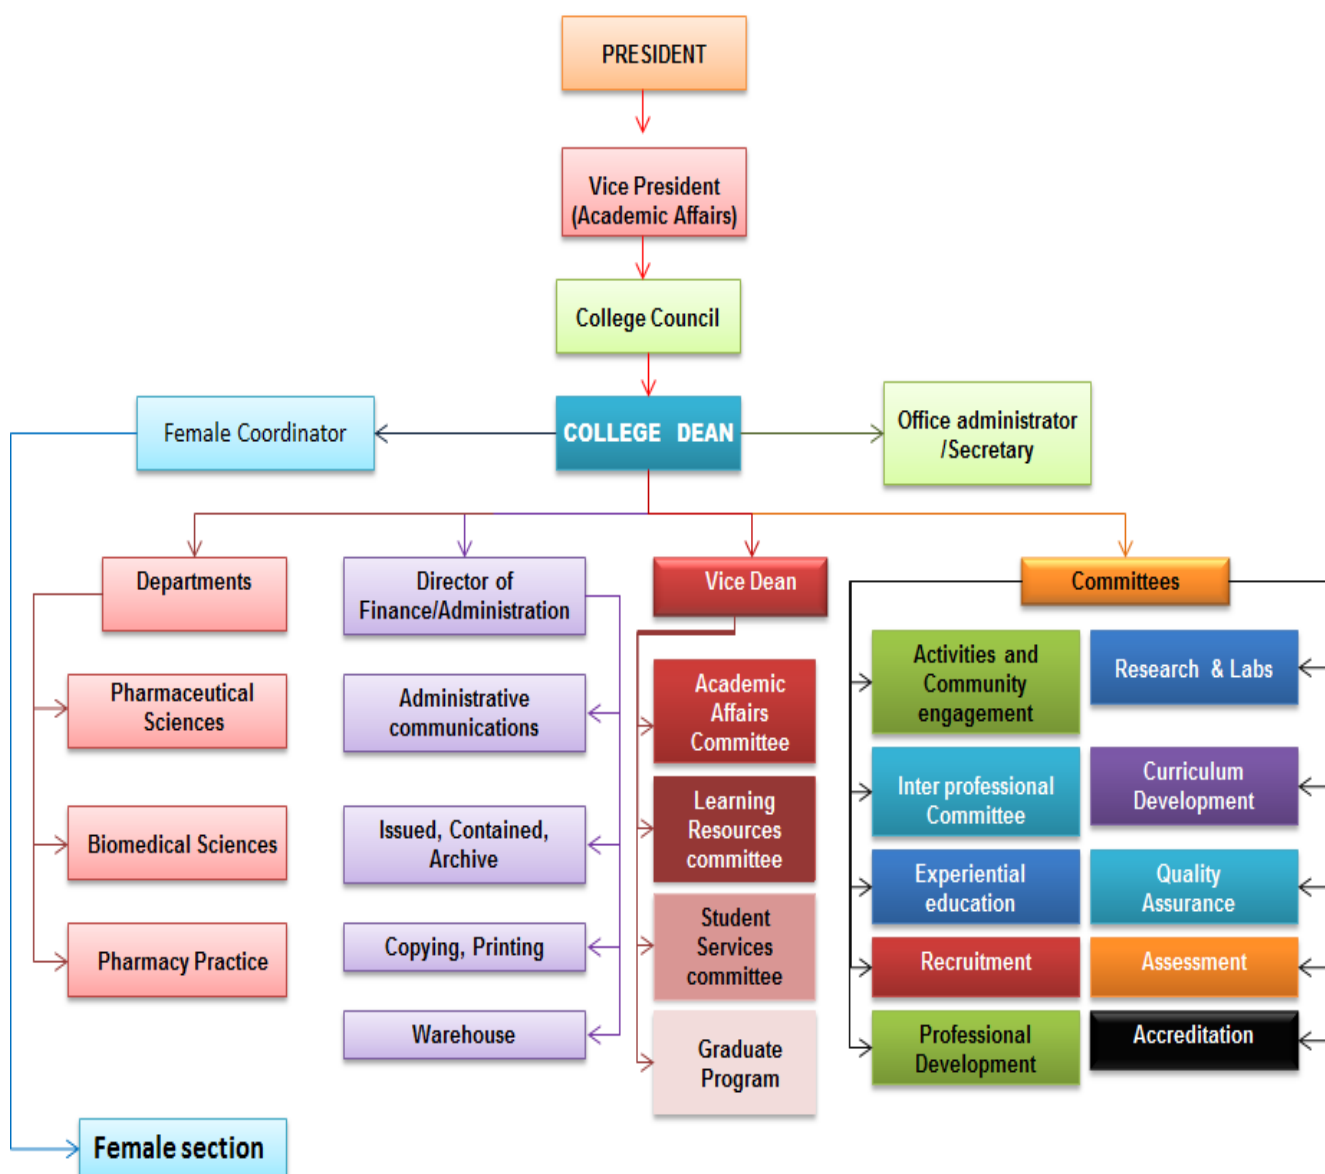 PRESIDENT
Vice President
(Academic Affairs)
College Council
Female Coordinator
COLLEGE DEAN
Office administrator
/Secretary
Departments
Pharmaceutical
Sciences
Biomedical Sciences
Pharmacy Practice
Director of
Finance/Administration
Administrative
communications
Issued, Contained,
Archive
Copying, Printing
Warehouse
Vice Dean
Academic
Affairs
Committee
Learning
Resources
committee
Student
Services
committee
Graduate
Program
Committees
Activities and
Community
engagement
Research & Labs
Inter professional
Committee
Curriculum
Development
Experiential
education
Quality
Assurance
Recruitment
Assessment
Professional
Development
Accreditation
Female section